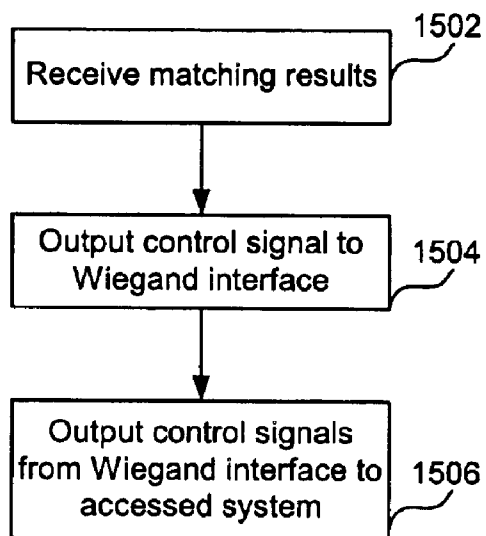 1502
Receive matching results
Output control signal to
Wiegand interface
1504
Output control signals
from Wiegand interface to
accessed system
1506